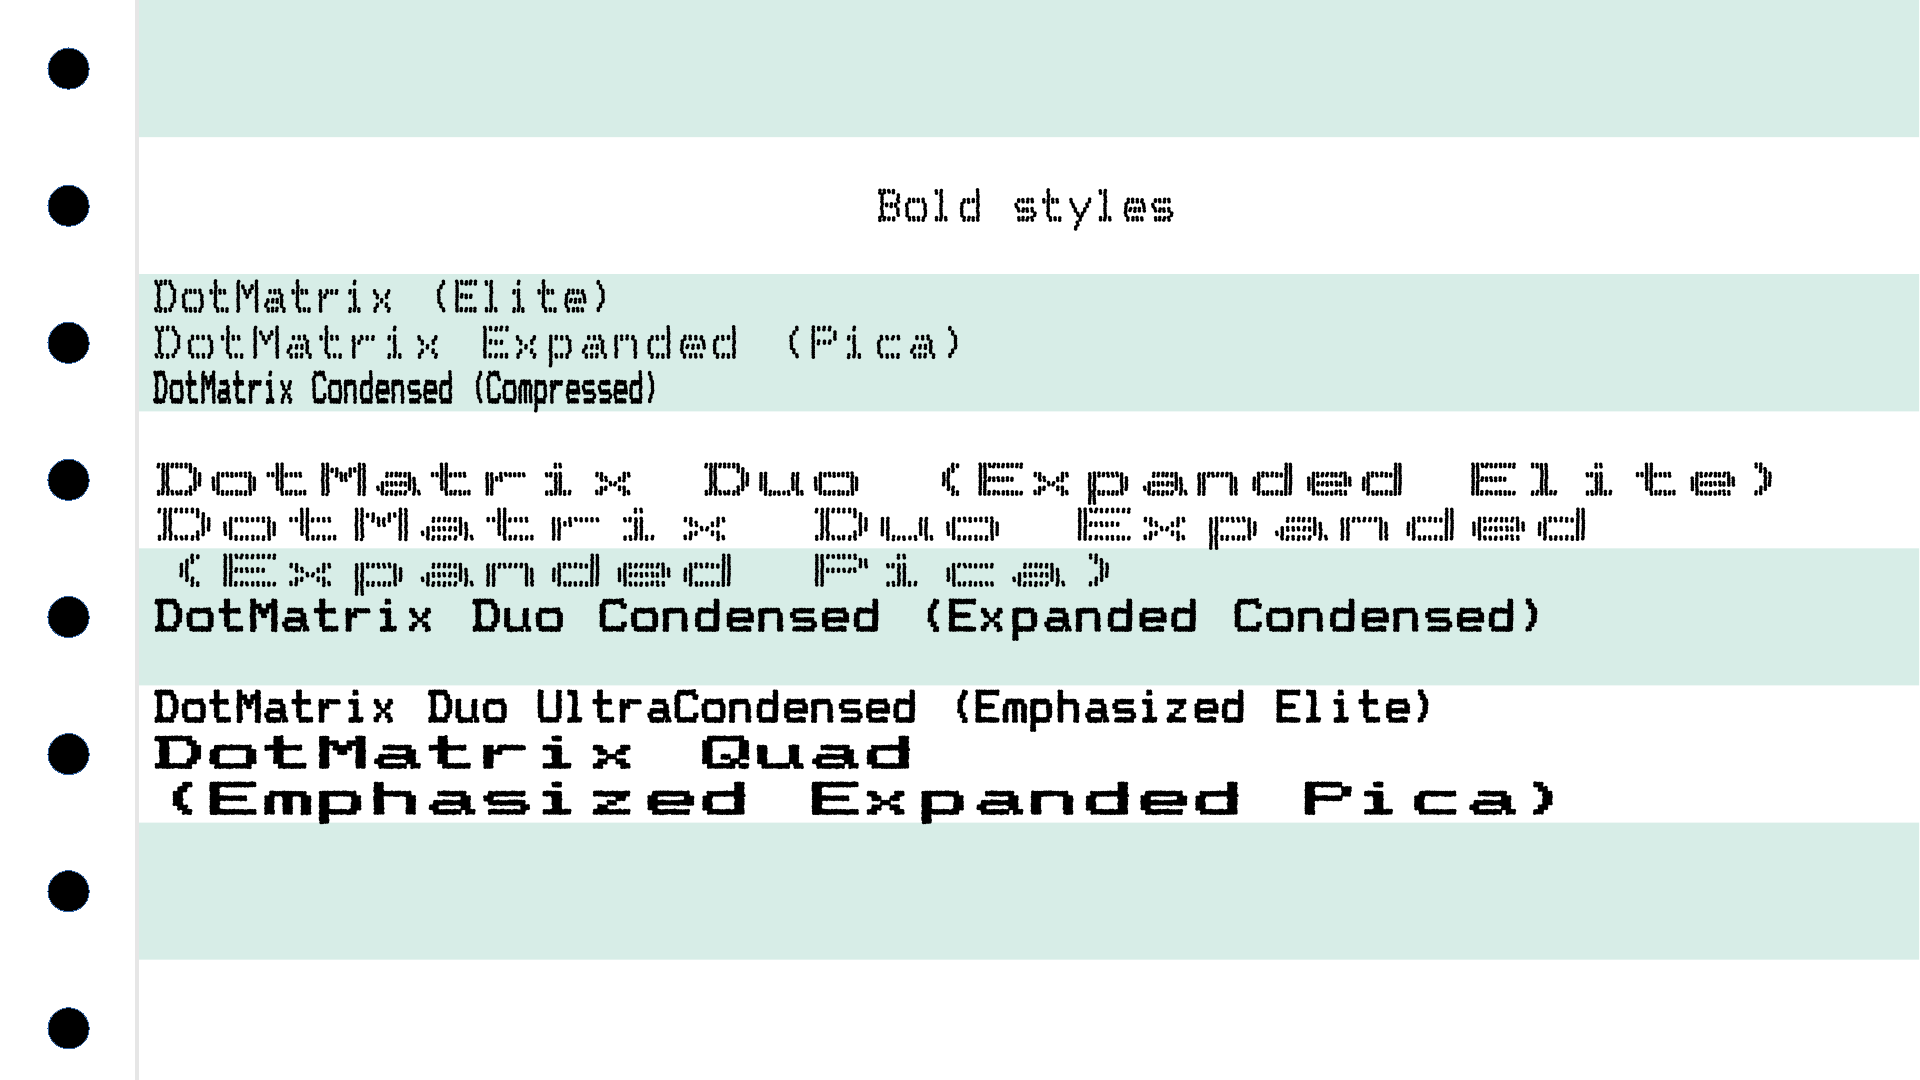 Bold styles
DotMatrix (Elite)
DotMatrix Expanded (Pica)
DotMatrix Condensed (Compressed)
DotMatrix Duo (Expanded Elite)
DotMatrix Duo Expanded
(Expanded Pica)
DotMatrix Duo Condensed (Expanded Condensed)
DotMatrix Duo UltraCondensed (Emphasized Elite)
DotMatrix Quad
(Emphasized Expanded Pica)